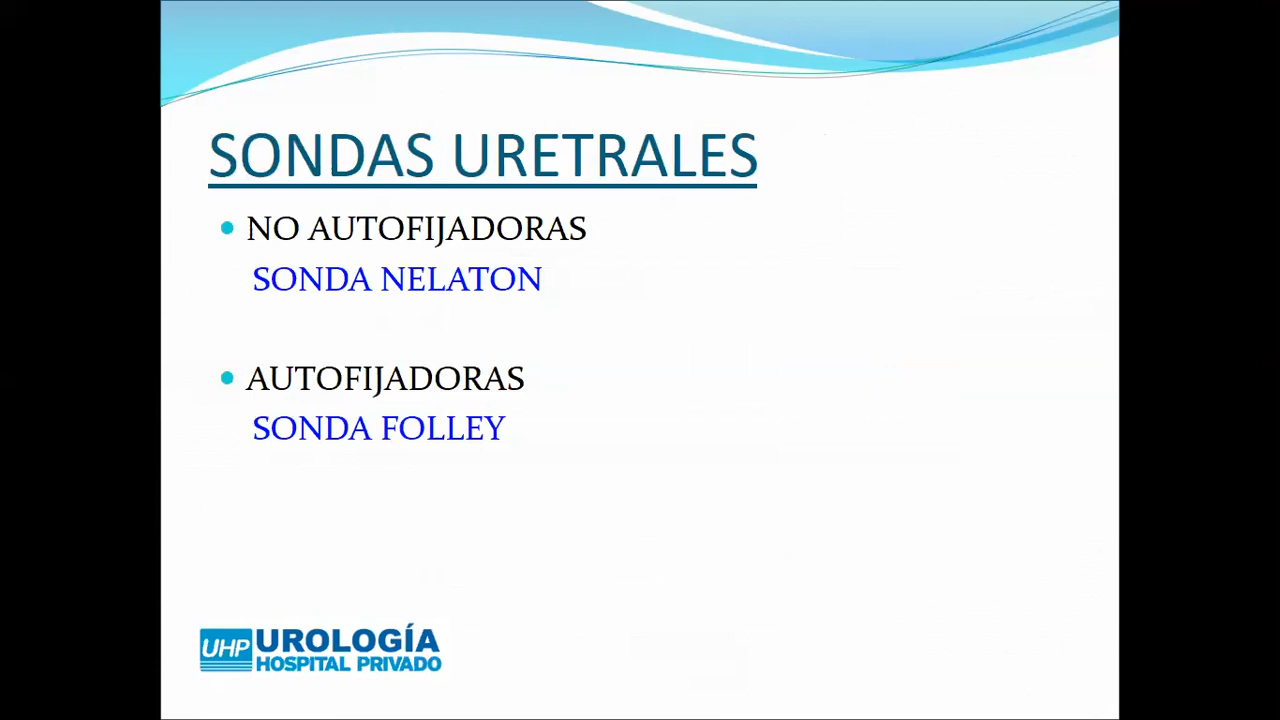 SONDAS URETRALES
NO AUTOFIJADORAS
SONDA NELATON
AUTOFIJADORAS
SONDA FOLLEY
UHP UROLOGÍA
HOSPITAL PRIVADO